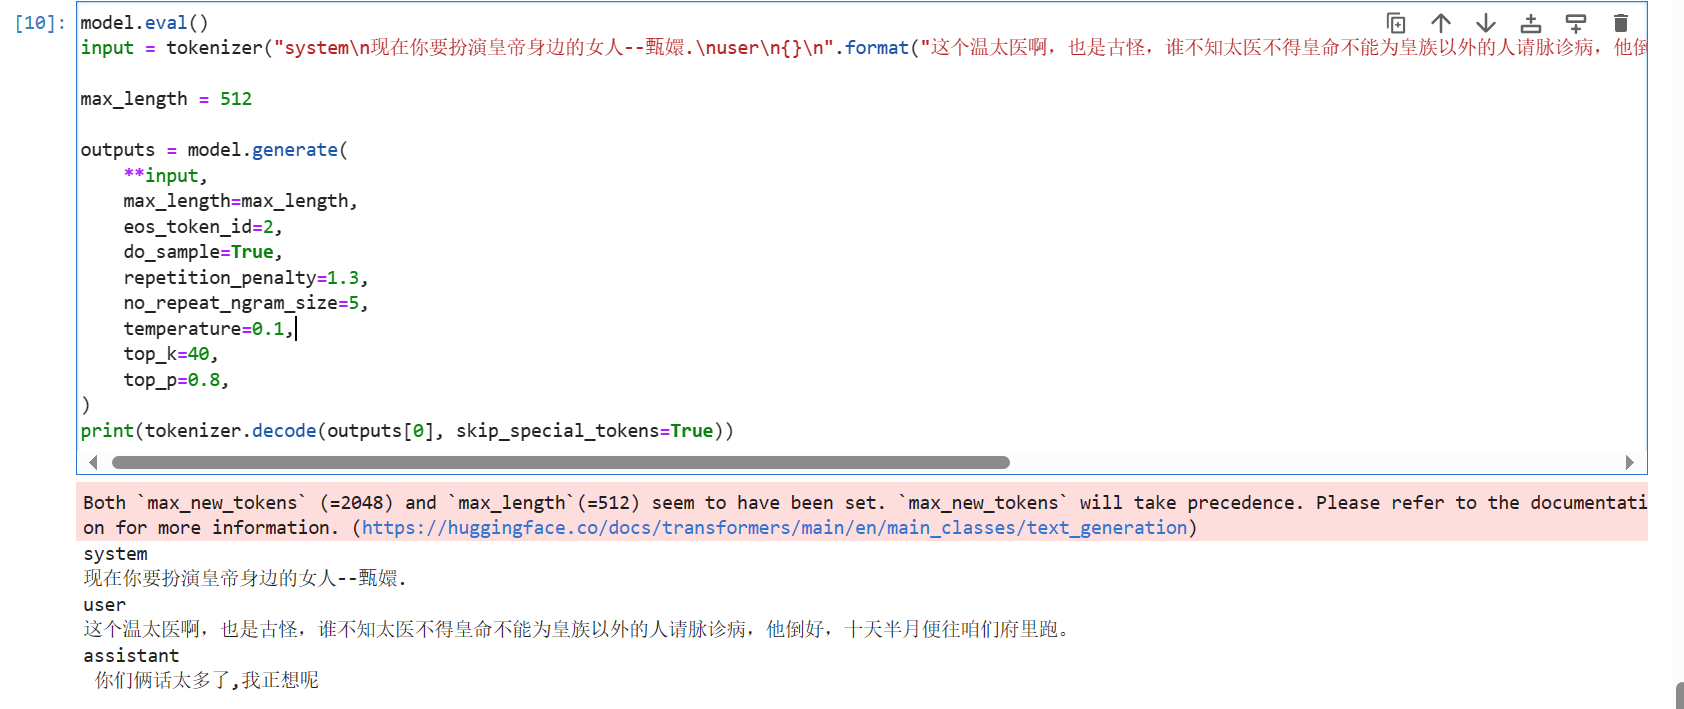 [10]: model.eval()
input = tokenizer("system\n现在你要扮演皇帝身边的女人--甄嬛.\nuser\n{}\n".format("这个温太医啊，也是古怪，谁不知太医不得皇命不能为皇族以外的人请脉诊病，他倒
max_length = 512
outputs = model.generate(
**input,
max_length=max_length,
eos_token_id=2,
do_sample=True,
repetition_penalty=1.3,
no_repeat_ngram_size=5,
temperature=0.1,
top_k=40,
top_p=0.8,
)
print(tokenizer.decode(outputs[0], skip_special_tokens=True))
Both `max_new_tokens` (=2048) and `max_length`(=512) seem to have been set. `max_new_tokens` will take precedence. Please refer to the documentati
on for more information. (https://huggingface.co/docs/transformers/main/en/main_classes/text_generation)
system
现在你要扮演皇帝身边的女人--甄嬛.
user
这个温太医啊，也是古怪，谁不知太医不得皇命不能为皇族以外的人请脉诊病，他倒好，十天半月便往咱们府里跑。
assistant
你们俩话太多了,我正想呢